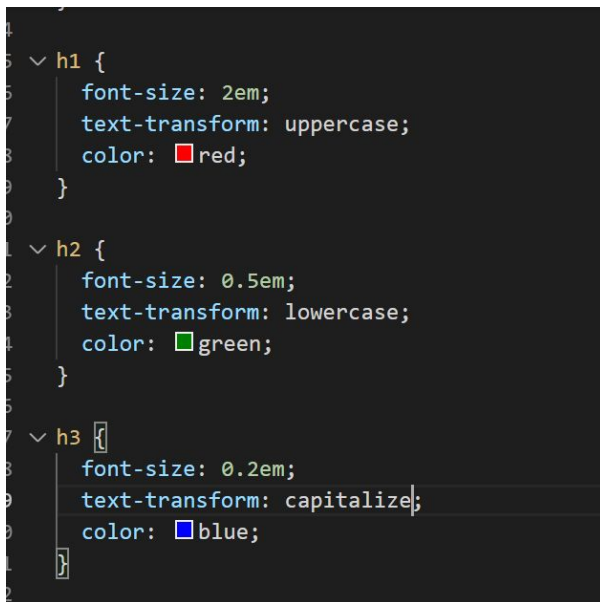 h1 {
font-size: 2em;
text-transform: uppercase;
color: red;
}
h2 {
font-size: 0.5em;
text-transform: lowercase;
color: green;
}
h3 {
font-size: 0.2em;
text-transform: capitalize;
color: blue;
}